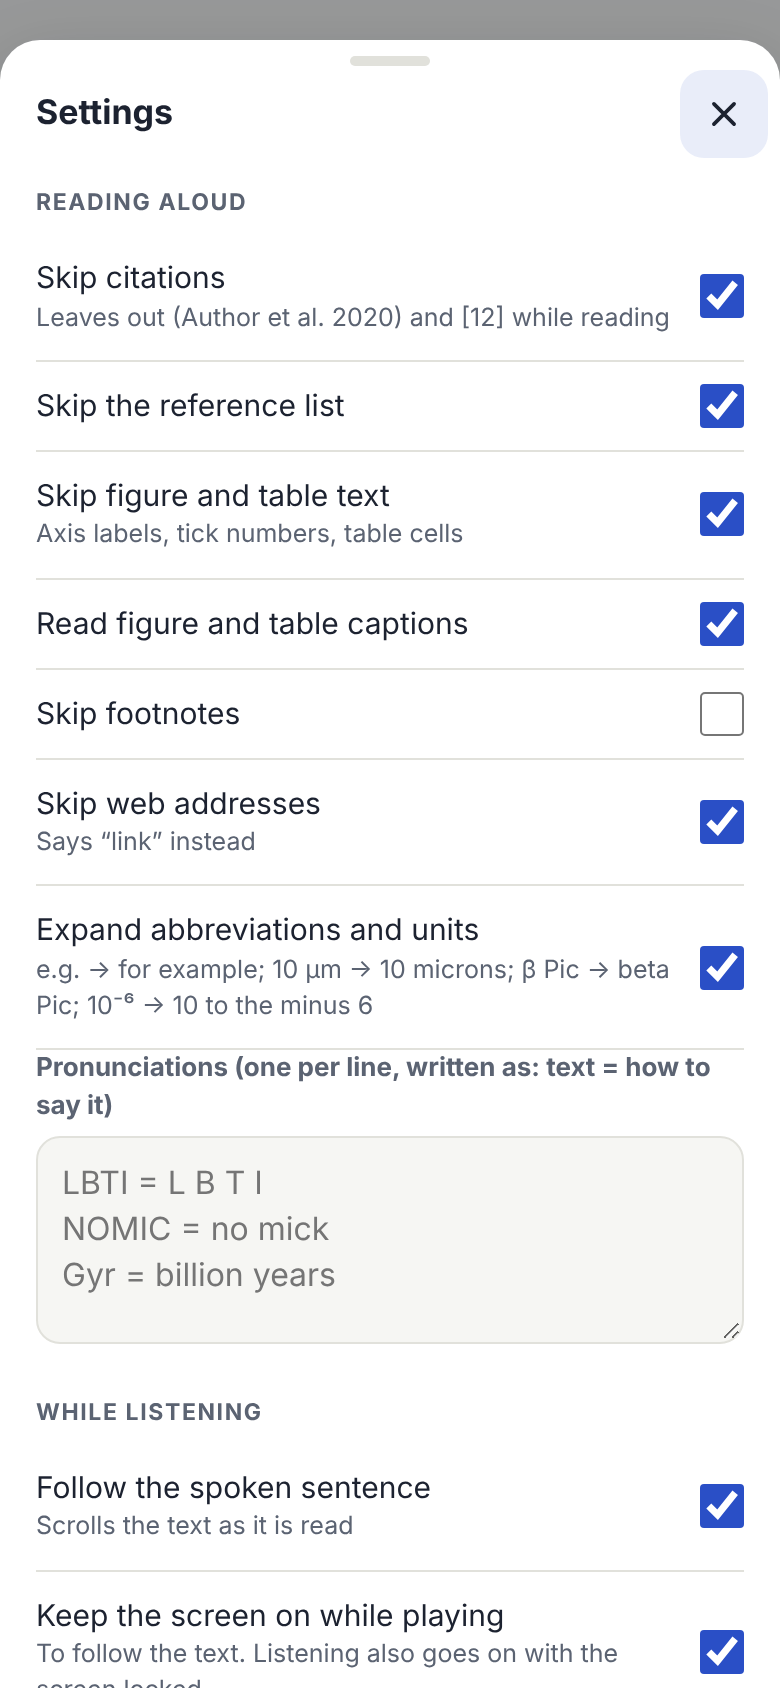 Settings
READING ALOUD
Skip citations
Leaves out (Author et al. 2020) and [12] while reading
Skip the reference list
Skip figure and table text
Axis labels, tick numbers, table cells
Read figure and table captions
Skip footnotes
Skip web addresses
Says “link” instead
Expand abbreviations and units
e.g. → for example; 10 μm → 10 microns; β Pic → beta
Pic; 10⁻⁶ → 10 to the minus 6
Pronunciations (one per line, written as: text = how to
say it)
LBTI = L B T I
NOMIC = no mick
Gyr = billion years
WHILE LISTENING
Follow the spoken sentence
Scrolls the text as it is read
Keep the screen on while playing
To follow the text. Listening also goes on with the
screen locked